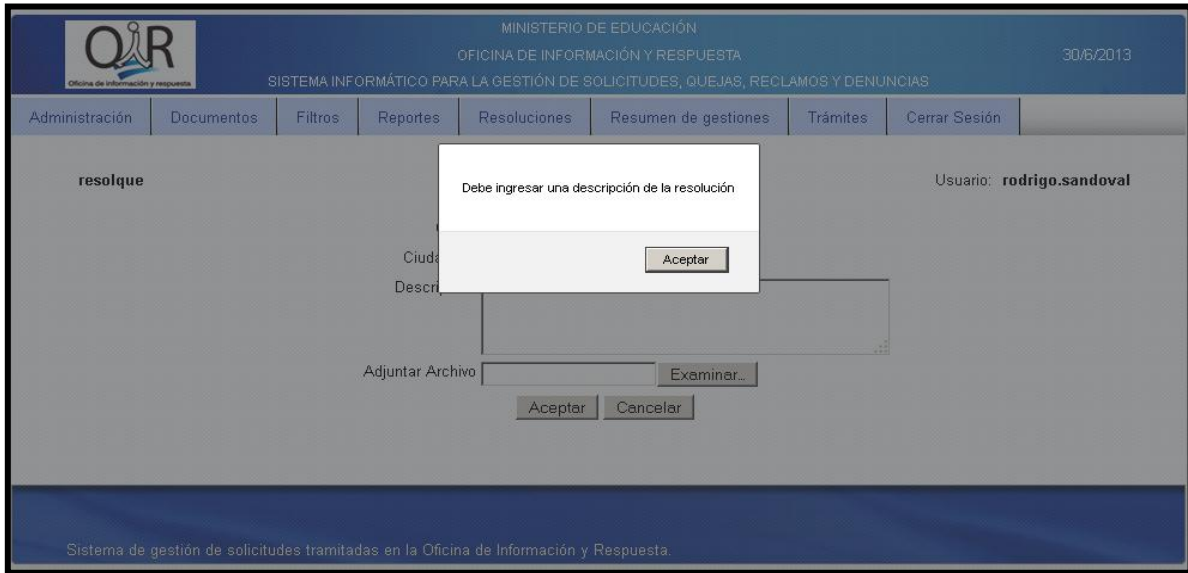 MINISTERIO DE EDUCACIÓN
OIR
OFICINA DE INFORMACIÓN Y RESPUESTA
30/6/2013
Oficina de información y respuesta
SISTEMA INFORMÁTICO PARA LA GESTIÓN DE SOLICITUDES, QUEJAS, RECLAMOS Y DENUNCIAS
Administración Documentos Filtros Reportes Resoluciones Resumen de gestiones Trámites Cerrar Sesión
resolque
Usuario: rodrigo.sandoval
Debe ingresar una descripción de la resolución
Aceptar
Ciuda
Descrip
Adjuntar Archivo Examinar...
Aceptar Cancelar
Sistema de gestión de solicitudes tramitadas en la Oficina de Información y Respuesta.